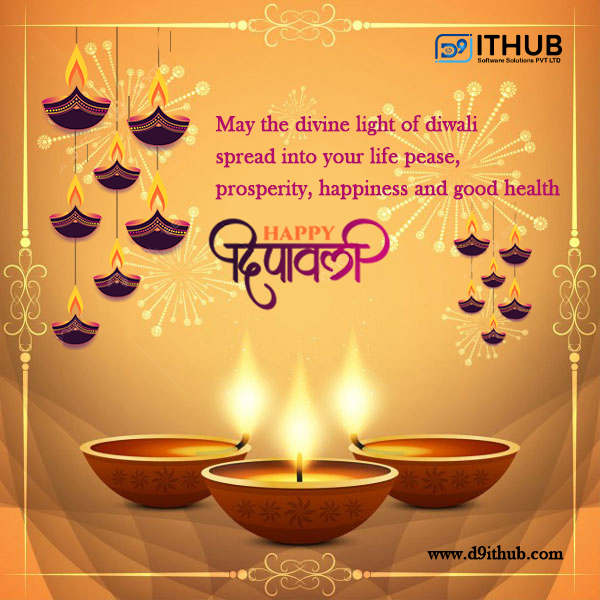 D9 ITHUB
Software Solutions PVT LTD
May the divine light of diwali
spread into your life pease,
prosperity, happiness and good health
HAPPY
दिपावली
www.d9ithub.com